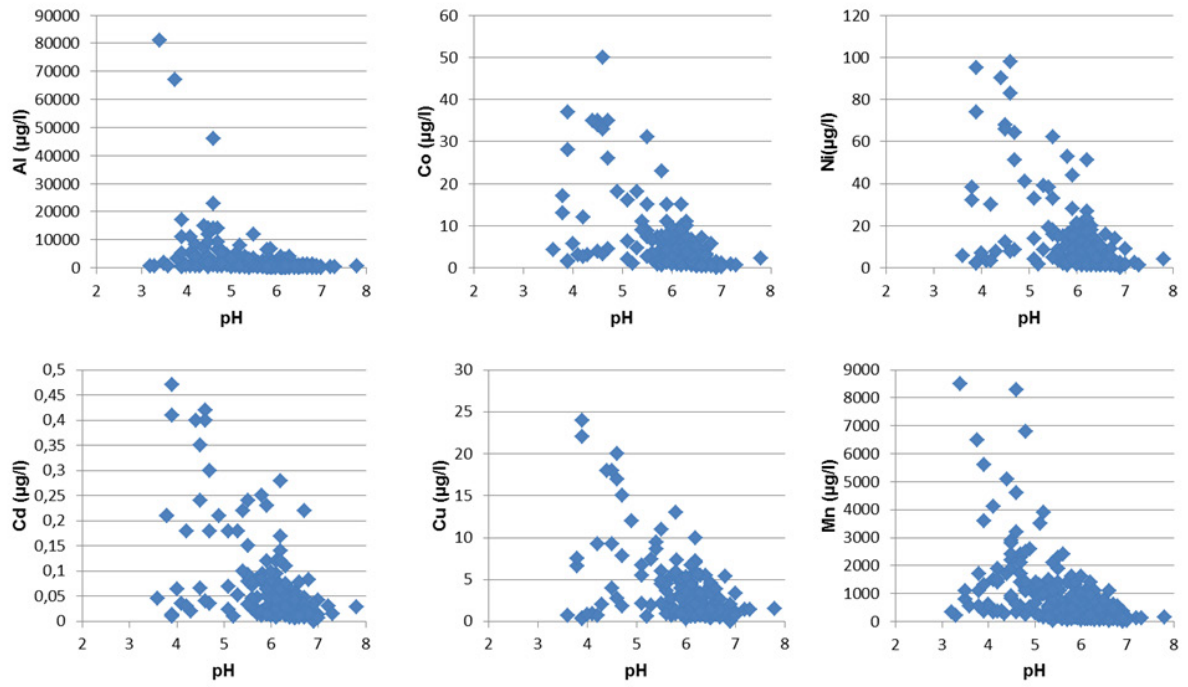 90000
80000
70000
60000
50000
40000
30000
20000
10000
0
Al (µg/l)
2 3 4 5 6 7 8
pH
60
50
40
30
20
10
0
Co (µg/l)
2 3 4 5 6 7 8
pH
120
100
80
60
40
20
0
Ni(µg/l)
2 3 4 5 6 7 8
pH
0,5
0,45
0,4
0,35
0,3
0,25
0,2
0,15
0,1
0,05
0
Cd (µg/l)
2 3 4 5 6 7 8
pH
30
25
20
15
10
5
0
Cu (µg/l)
2 3 4 5 6 7 8
pH
9000
8000
7000
6000
5000
4000
3000
2000
1000
0
Mn (µg/l)
2 3 4 5 6 7 8
pH